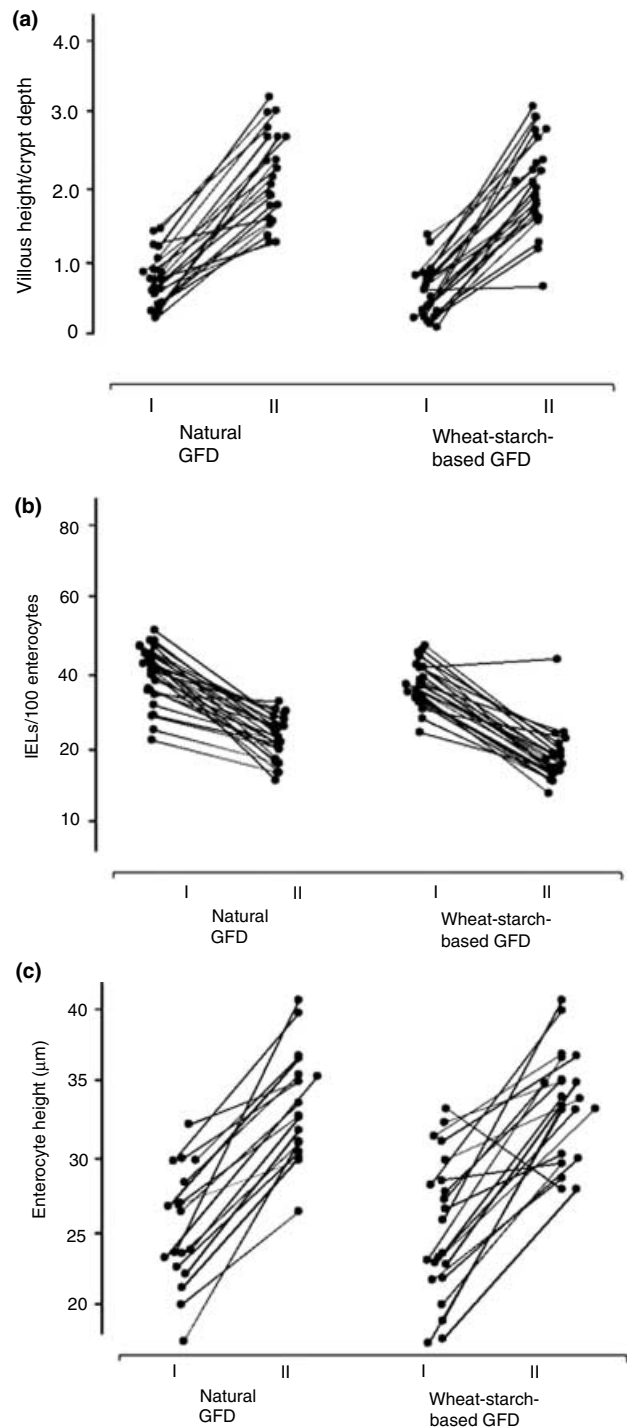 (a)
Villous height/crypt depth
4.0
3.0
2.0
1.0
0
I II I II
Natural GFD
Wheat-starch-based GFD
(b)
IELs/100 enterocytes
80
60
40
20
10
I II I II
Natural GFD
Wheat-starch-based GFD
(c)
Enterocyte height (µm)
40
35
30
25
20
I II I II
Natural GFD
Wheat-starch-based GFD